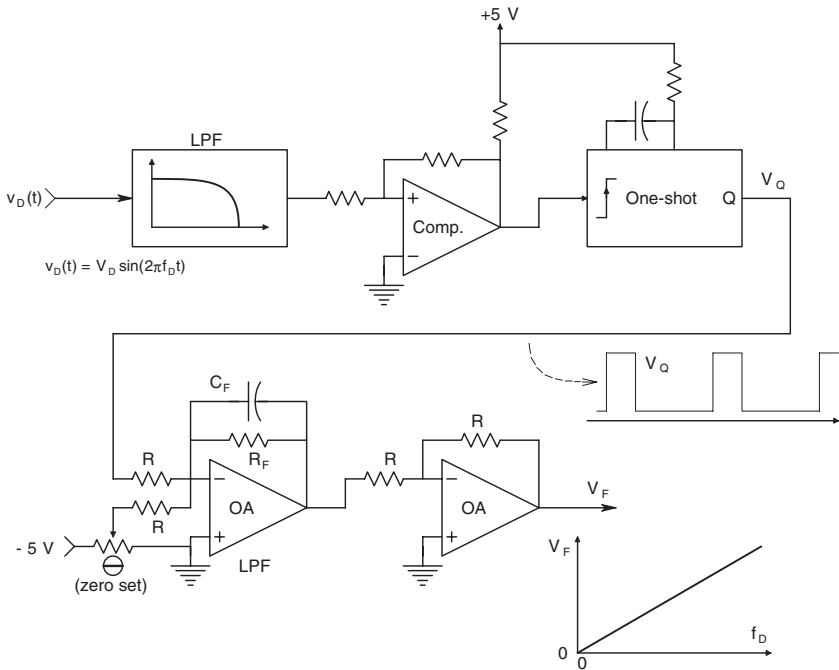 +5 V
LPF
v_D(t)
+
Comp.
−
One-shot
Q
V_Q
v_D(t) = V_D sin(2πf_Dt)
C_F
V_Q
R
R_F
R
R
−
OA
+
R
−
OA
+
V_F
- 5 V
(zero set)
LPF
V_F
0
0
f_D